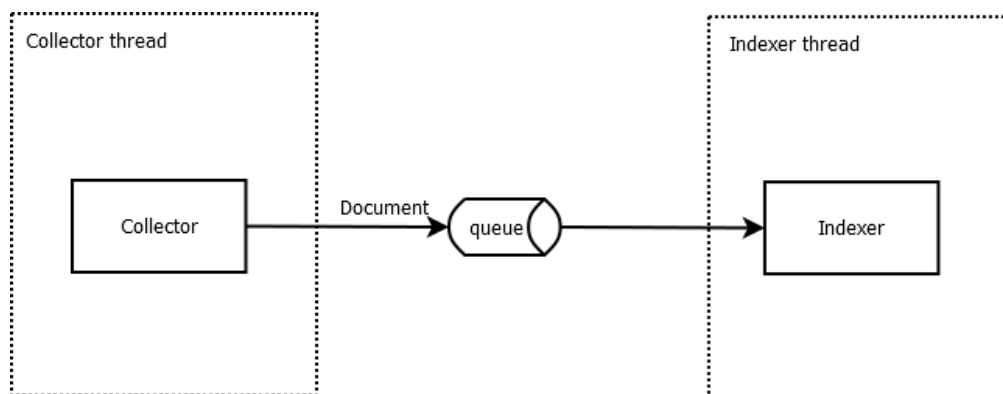 Collector thread
Indexer thread
Collector
Document
queue
Indexer